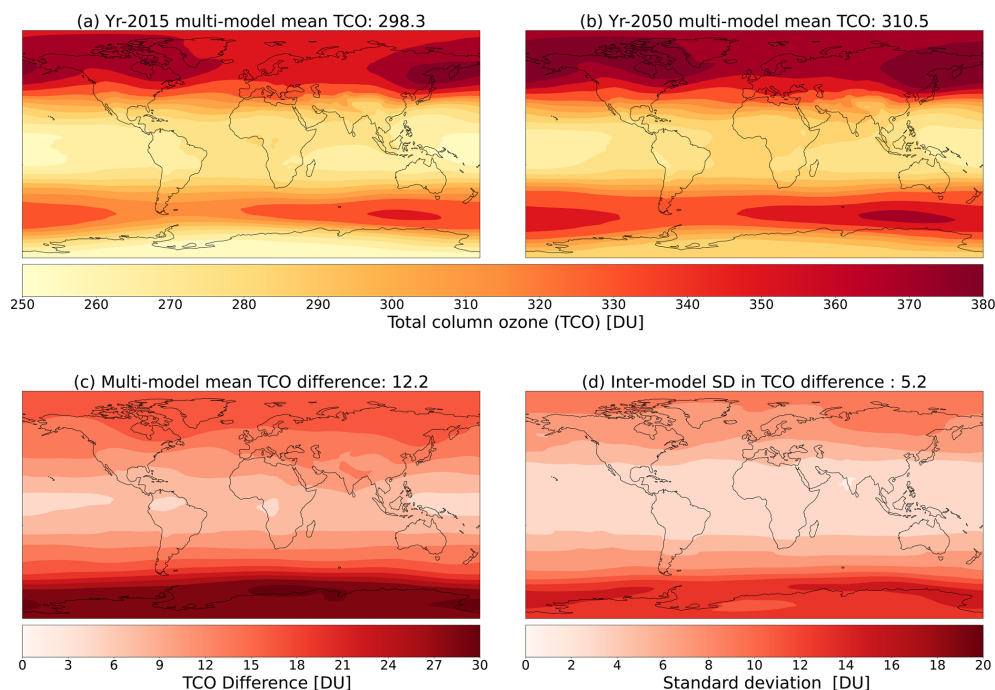 (a) Yr-2015 multi-model mean TCO: 298.3
(b) Yr-2050 multi-model mean TCO: 310.5
250 260 270 280 290 300 310 320 330 340 350 360 370 380
Total column ozone (TCO) [DU]
(c) Multi-model mean TCO difference: 12.2
(d) Inter-model SD in TCO difference : 5.2
0 3 6 9 12 15 18 21 24 27 30
TCO Difference [DU]
0 2 4 6 8 10 12 14 16 18 20
Standard deviation [DU]